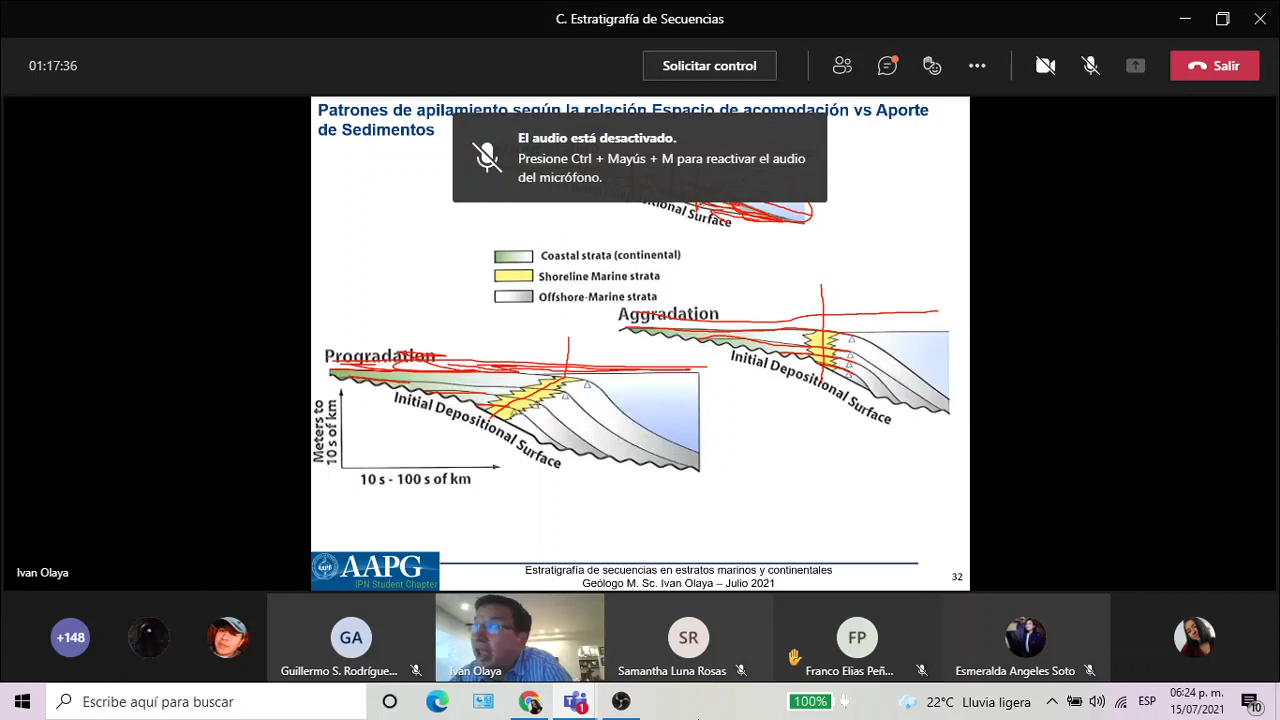 C. Estratigrafía de Secuencias
01:17:36
Solicitar control
Salir
Patrones de apilamiento según la relación Espacio de acomodación vs Aporte
de Sedimentos
El audio está desactivado.
Presione Ctrl + Mayús + M para reactivar el audio
del micrófono.
Surface
Coastal strata (continental)
Shoreline Marine strata
Offshore-Marine strata
Aggradation
Initial Depositional Surface
Progradation
Initial Depositional Surface
Meters to
10 s of km
10 s - 100 s of km
Ivan Olaya
AAPG
IPN Student Chapter
Estratigrafía de secuencias en estratos marinos y continentales
Geólogo M. Sc. Ivan Olaya – Julio 2021
32
+148
GA
Guillermo S. Rodrígue...
Ivan Olaya
SR
Samantha Luna Rosas
FP
Franco Elias Peñ...
Esmeralda Angeles Soto
Escribe aquí para buscar
1
100%
22°C Lluvia ligera
ESP
06:24 p. m.
15/07/2021
10